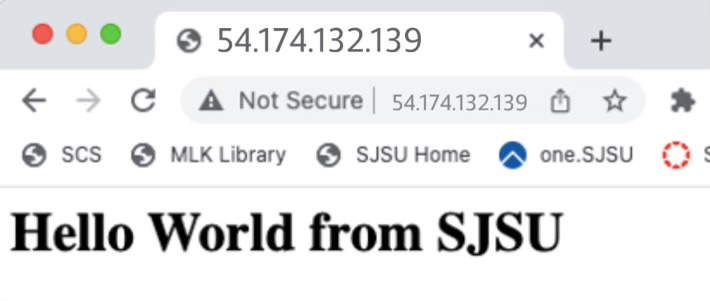 54.174.132.139
Not Secure 54.174.132.139
SCS MLK Library SJSU Home one.SJSU S
Hello World from SJSU